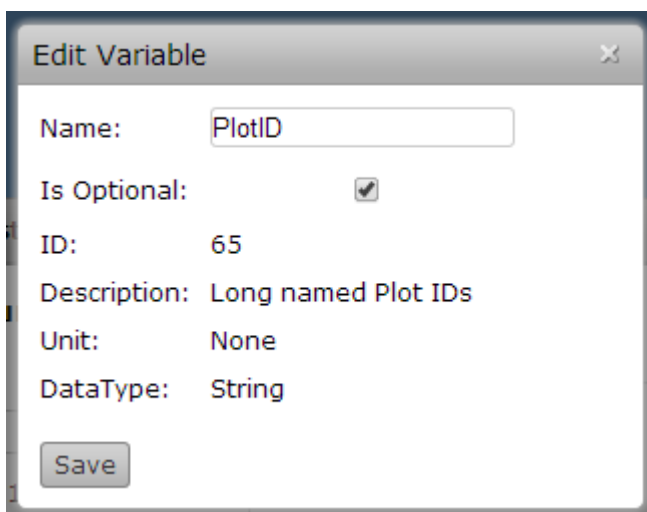 Edit Variable
Name: PlotID
Is Optional:
ID: 65
Description: Long named Plot IDs
Unit: None
DataType: String
Save